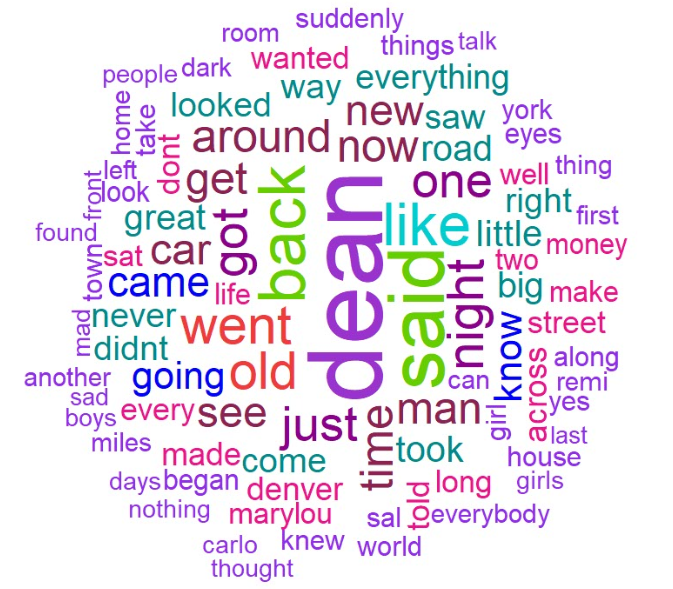 suddenly
room
things
talk
wanted
people
dark
way
everything
looked
new
saw
york
home
take
around
now
road
eyes
dont
left
get
back
dean
one
well
thing
look
front
great
got
like
little
right
first
found
town
sat
car
said
night
two
money
came
life
big
make
never
went
know
street
mad
didnt
old
can
across
along
another
going
remi
sad
boys
every
see
just
time
man
girl
yes
miles
made
come
took
last
house
days
began
denver
told
long
girls
nothing
marylou
sal
everybody
carlo
knew
world
thought